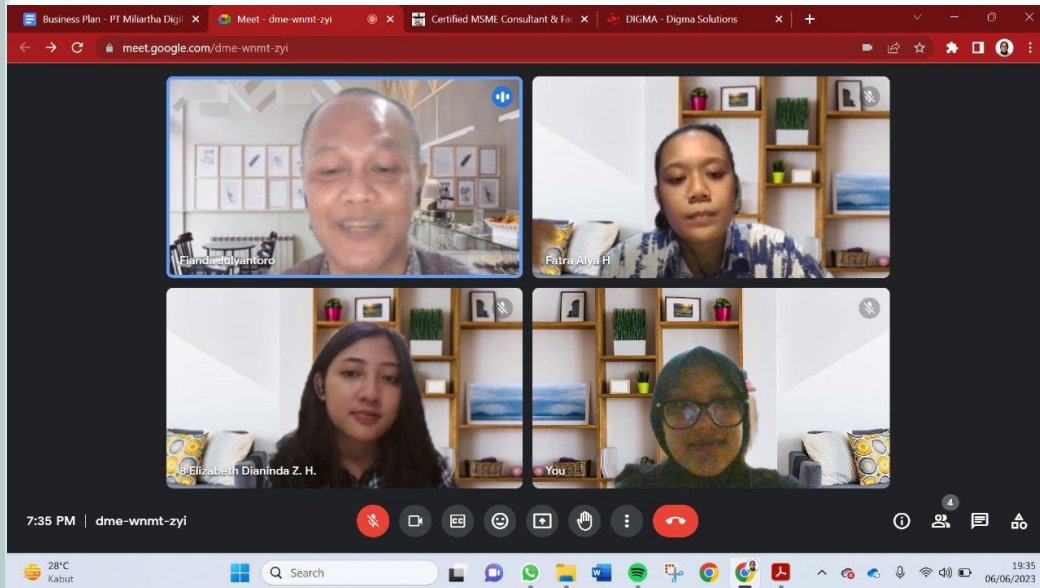 Business Plan - PT Miliartha Digi
Meet - dme-wnmt-zyi
Certified MSME Consultant & Fac
DIGMA - Digma Solutions
meet.google.com/dme-wnmt-zyi
Fianda Julyantoro
Fatra Alya H
8 Elizabeth Dianinda Z. H.
You
4
7:35 PM | dme-wnmt-zyi
28°C
Kabut
Search
19:35
06/06/2023